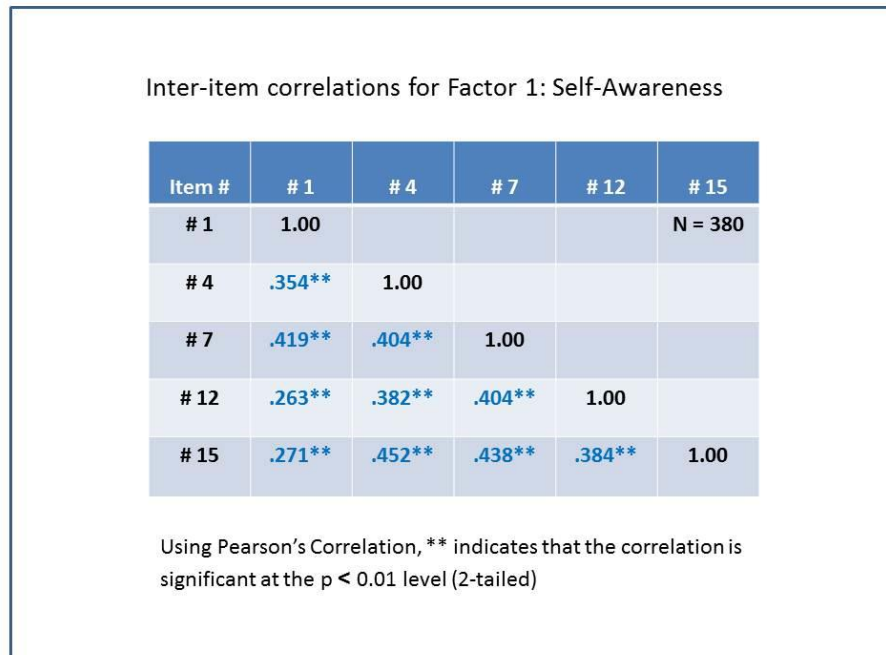 Inter-item correlations for Factor 1: Self-Awareness
Item # # 1 # 4 # 7 # 12 # 15
# 1 1.00 N = 380
# 4 .354** 1.00
# 7 .419** .404** 1.00
# 12 .263** .382** .404** 1.00
# 15 .271** .452** .438** .384** 1.00
Using Pearson’s Correlation, ** indicates that the correlation is
significant at the p < 0.01 level (2-tailed)